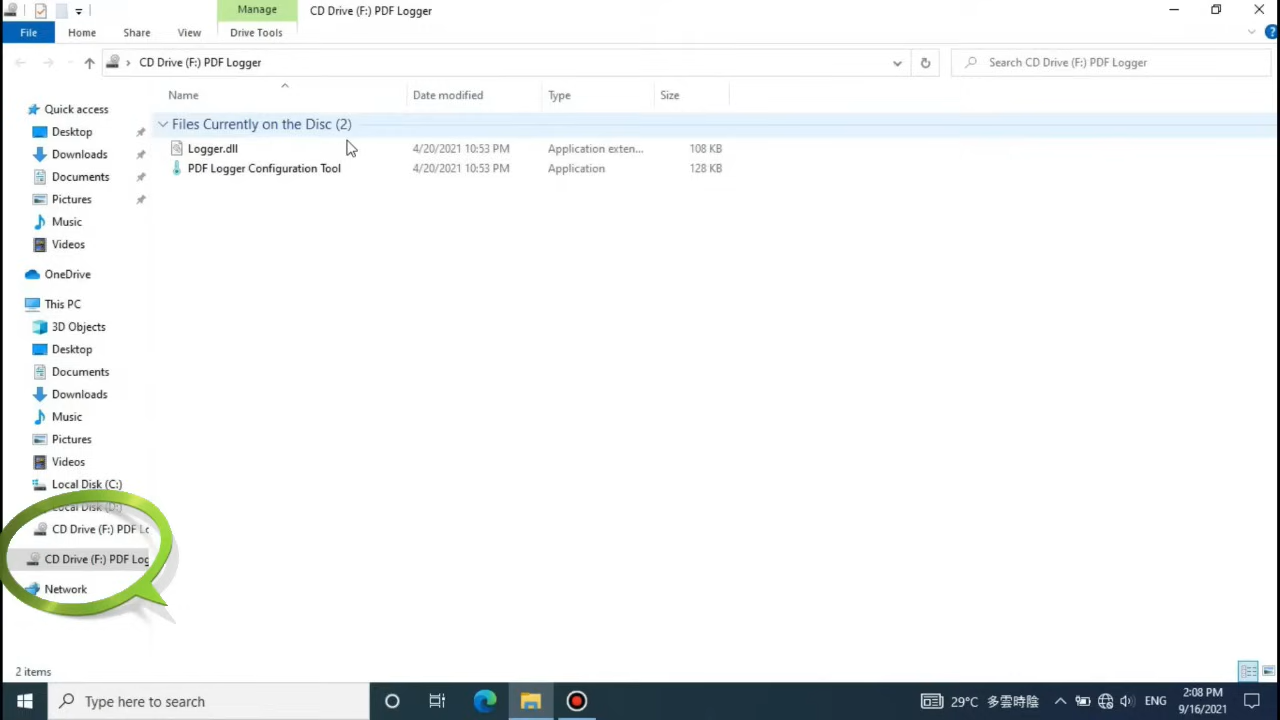 Manage
CD Drive (F:) PDF Logger
File
Home
Share
View
Drive Tools
CD Drive (F:) PDF Logger
Search CD Drive (F:) PDF Logger
Name
Date modified
Type
Size
Quick access
Desktop
Downloads
Documents
Pictures
Music
Videos
OneDrive
This PC
3D Objects
Desktop
Documents
Downloads
Music
Pictures
Videos
Local Disk (C:)
Local Disk (D:)
CD Drive (F:) PDF Lo
CD Drive (F:) PDF Log
Network
Files Currently on the Disc (2)
Logger.dll 4/20/2021 10:53 PM Application exten... 108 KB
PDF Logger Configuration Tool 4/20/2021 10:53 PM Application 128 KB
2 items
Type here to search
29°C 多雲時陰
ENG
2:08 PM
9/16/2021